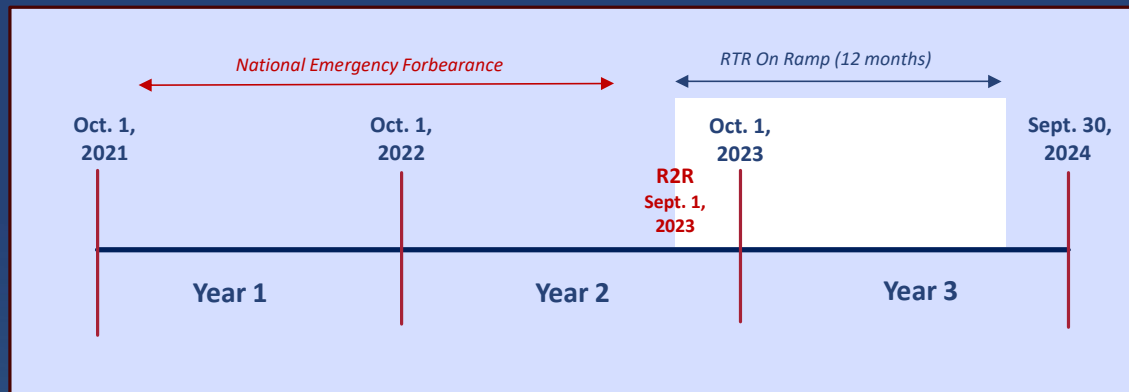 National Emergency Forbearance
RTR On Ramp (12 months)
Oct. 1,
2021
Oct. 1,
2022
Oct. 1,
2023
Sept. 30,
2024
R2R
Sept. 1,
2023
Year 1
Year 2
Year 3